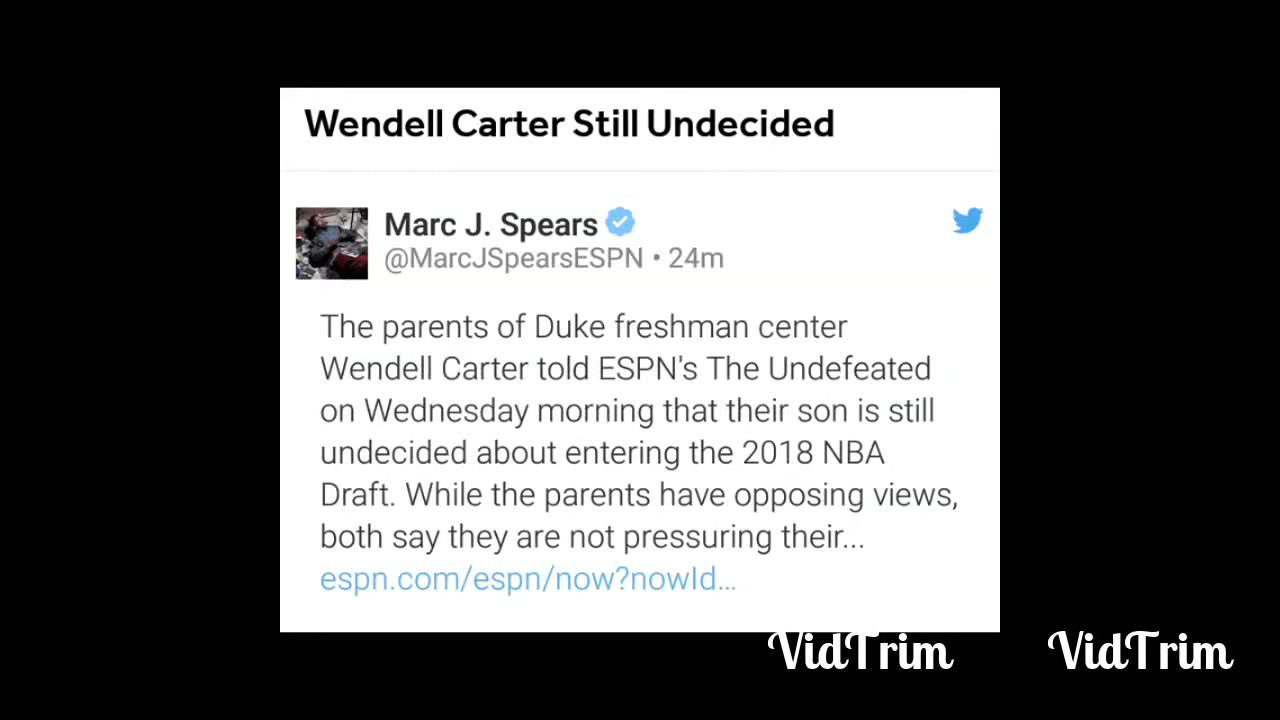 Wendell Carter Still Undecided
Marc J. Spears
@MarcJSpearsESPN • 24m
The parents of Duke freshman center
Wendell Carter told ESPN's The Undefeated
on Wednesday morning that their son is still
undecided about entering the 2018 NBA
Draft. While the parents have opposing views,
both say they are not pressuring their...
espn.com/espn/now?nowId...
VidTrim VidTrim